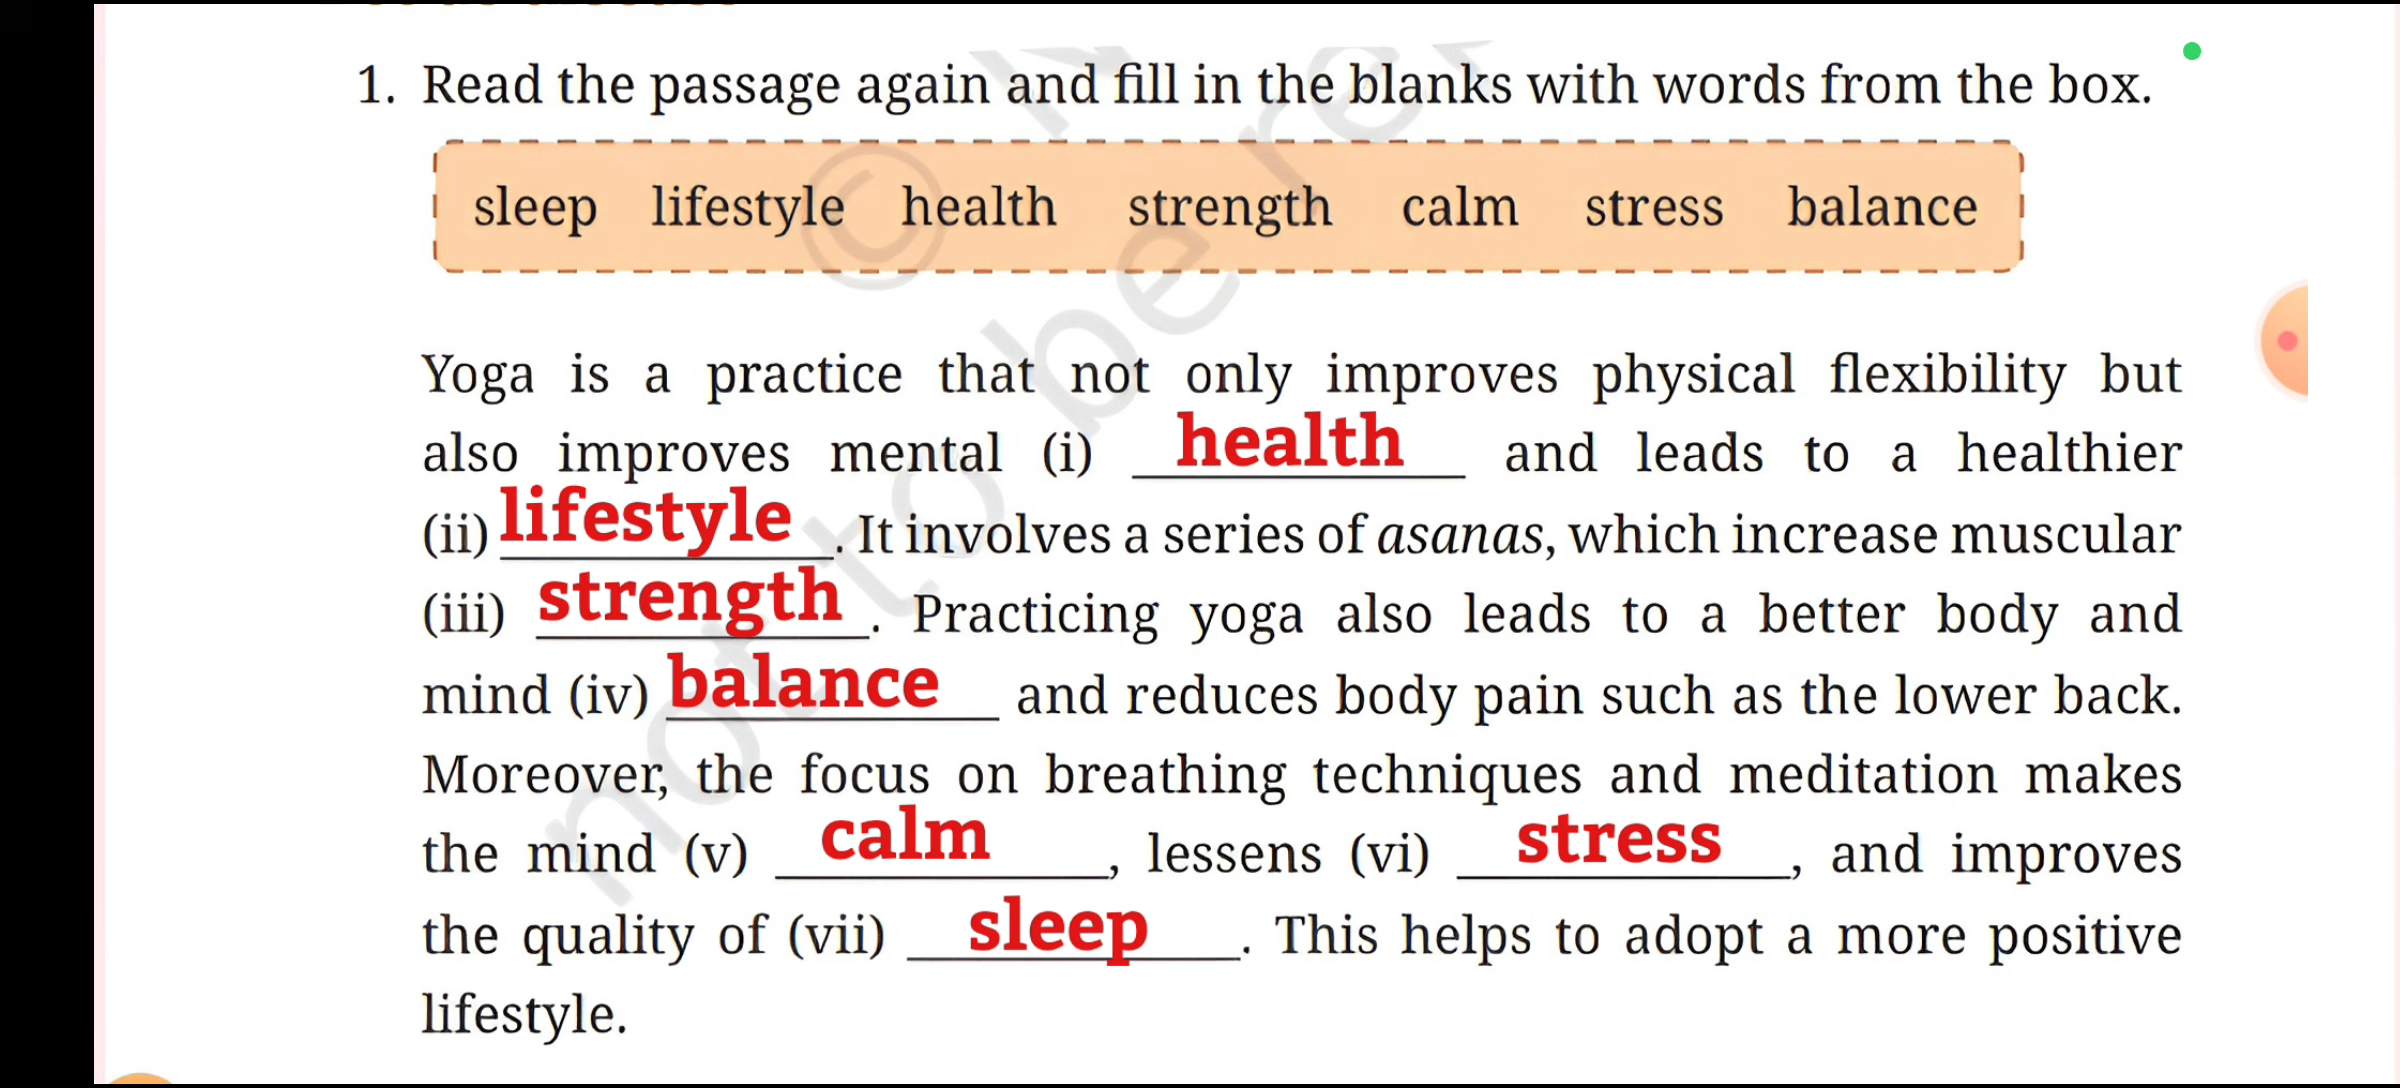 1. Read the passage again and fill in the blanks with words from the box.
sleep lifestyle health strength calm stress balance
Yoga is a practice that not only improves physical flexibility but
also improves mental (i) health and leads to a healthier
(ii) lifestyle. It involves a series of asanas, which increase muscular
(iii) strength. Practicing yoga also leads to a better body and
mind (iv) balance and reduces body pain such as the lower back.
Moreover, the focus on breathing techniques and meditation makes
the mind (v) calm, lessens (vi) stress, and improves
the quality of (vii) sleep. This helps to adopt a more positive
lifestyle.
© N
not to be re